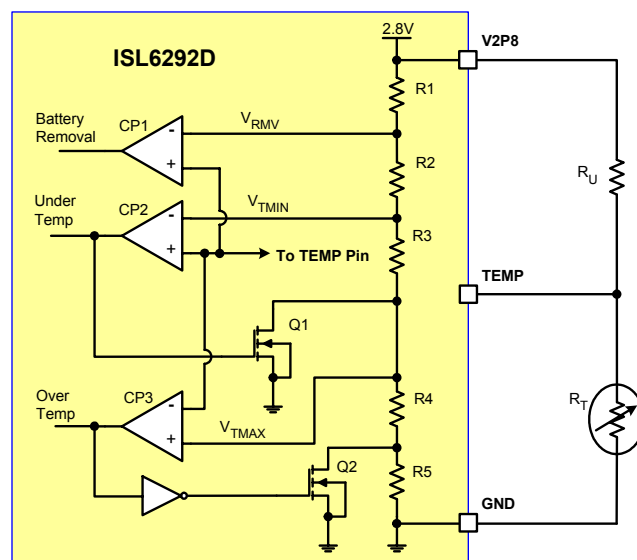 2.8V
V2P8
ISL6292D
R1
Battery
Removal
CP1
-
+
VRMV
R2
RU
Under
Temp
CP2
-
+
VTMIN
R3
To TEMP Pin
TEMP
Q1
Over
Temp
CP3
-
+
VTMAX
R4
RT
Q2
R5
GND